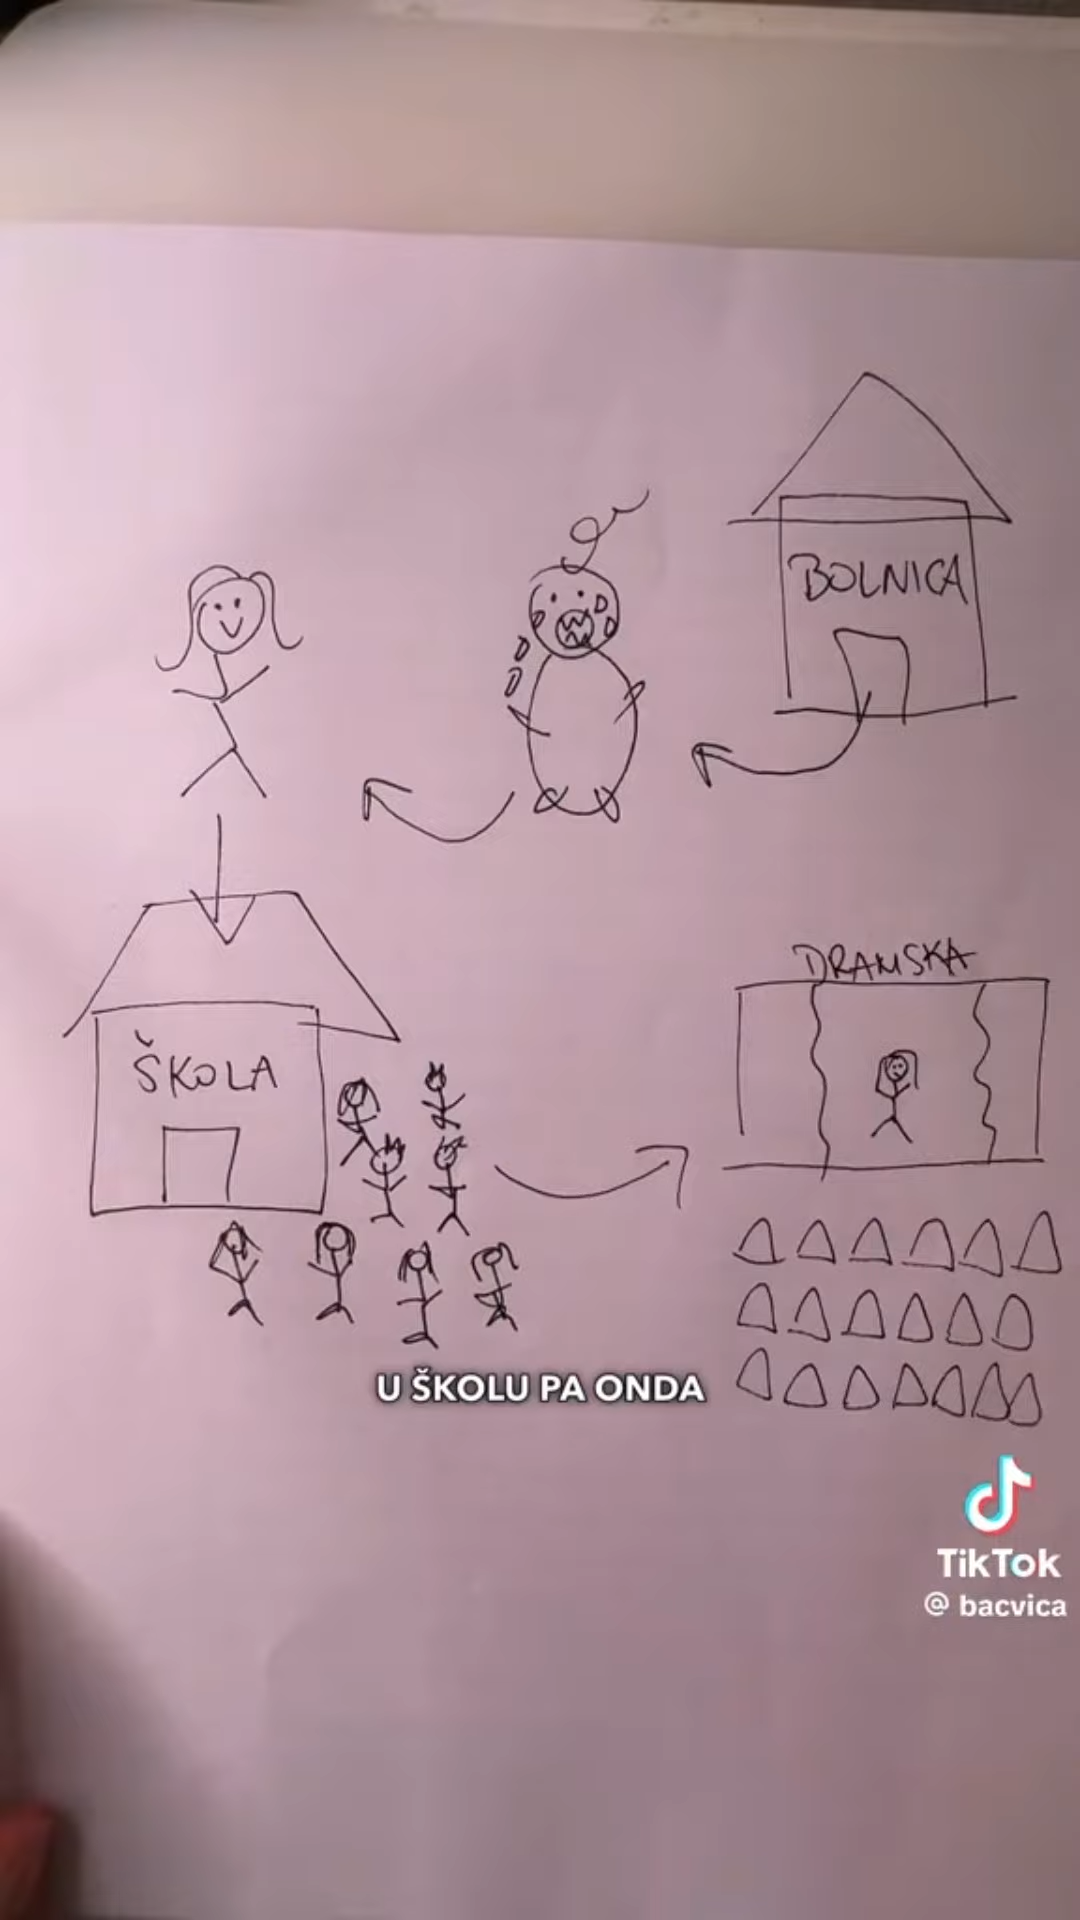 BOLNICA
DRAMSKA
ŠKOLA
U ŠKOLU PA ONDA
TikTok
@ bacvica